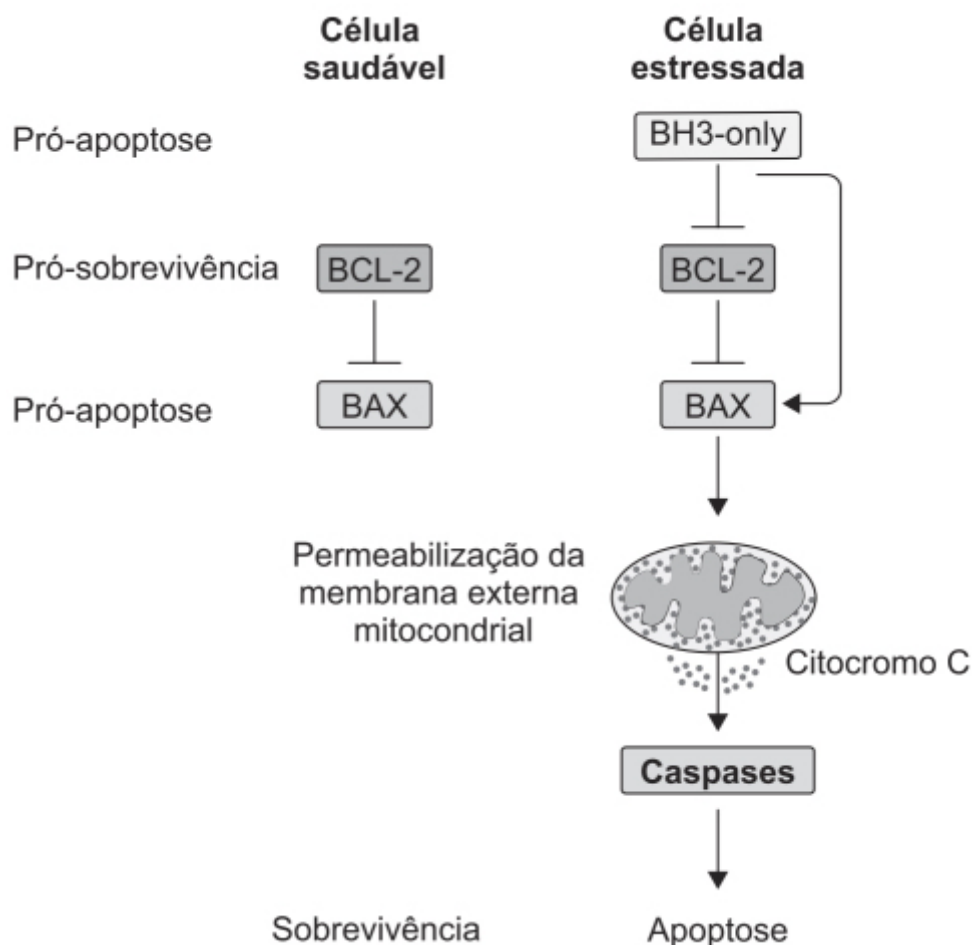 Célula
saudável
Célula
estressada
Pró-apoptose
BH3-only
Pró-sobrevivência
BCL-2
BCL-2
Pró-apoptose
BAX
BAX
Permeabilização da
membrana externa
mitocondrial
Citocromo C
Caspases
Sobrevivência
Apoptose